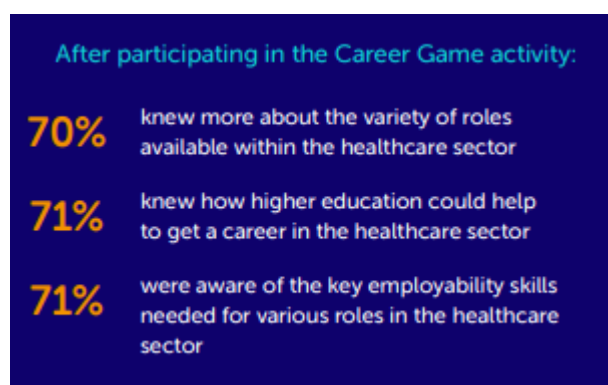 After participating in the Career Game activity:
70% knew more about the variety of roles
available within the healthcare sector
71% knew how higher education could help
to get a career in the healthcare sector
71% were aware of the key employability skills
needed for various roles in the healthcare
sector